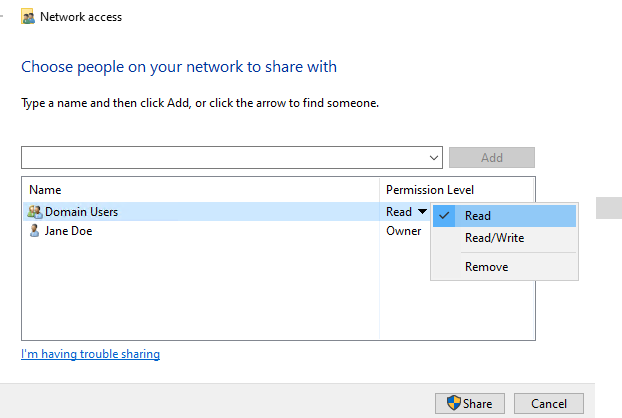 Network access
Choose people on your network to share with
Type a name and then click Add, or click the arrow to find someone.
Add
Name Permission Level
Domain Users Read Read
Jane Doe Owner Read/Write
Remove
I'm having trouble sharing
Share Cancel